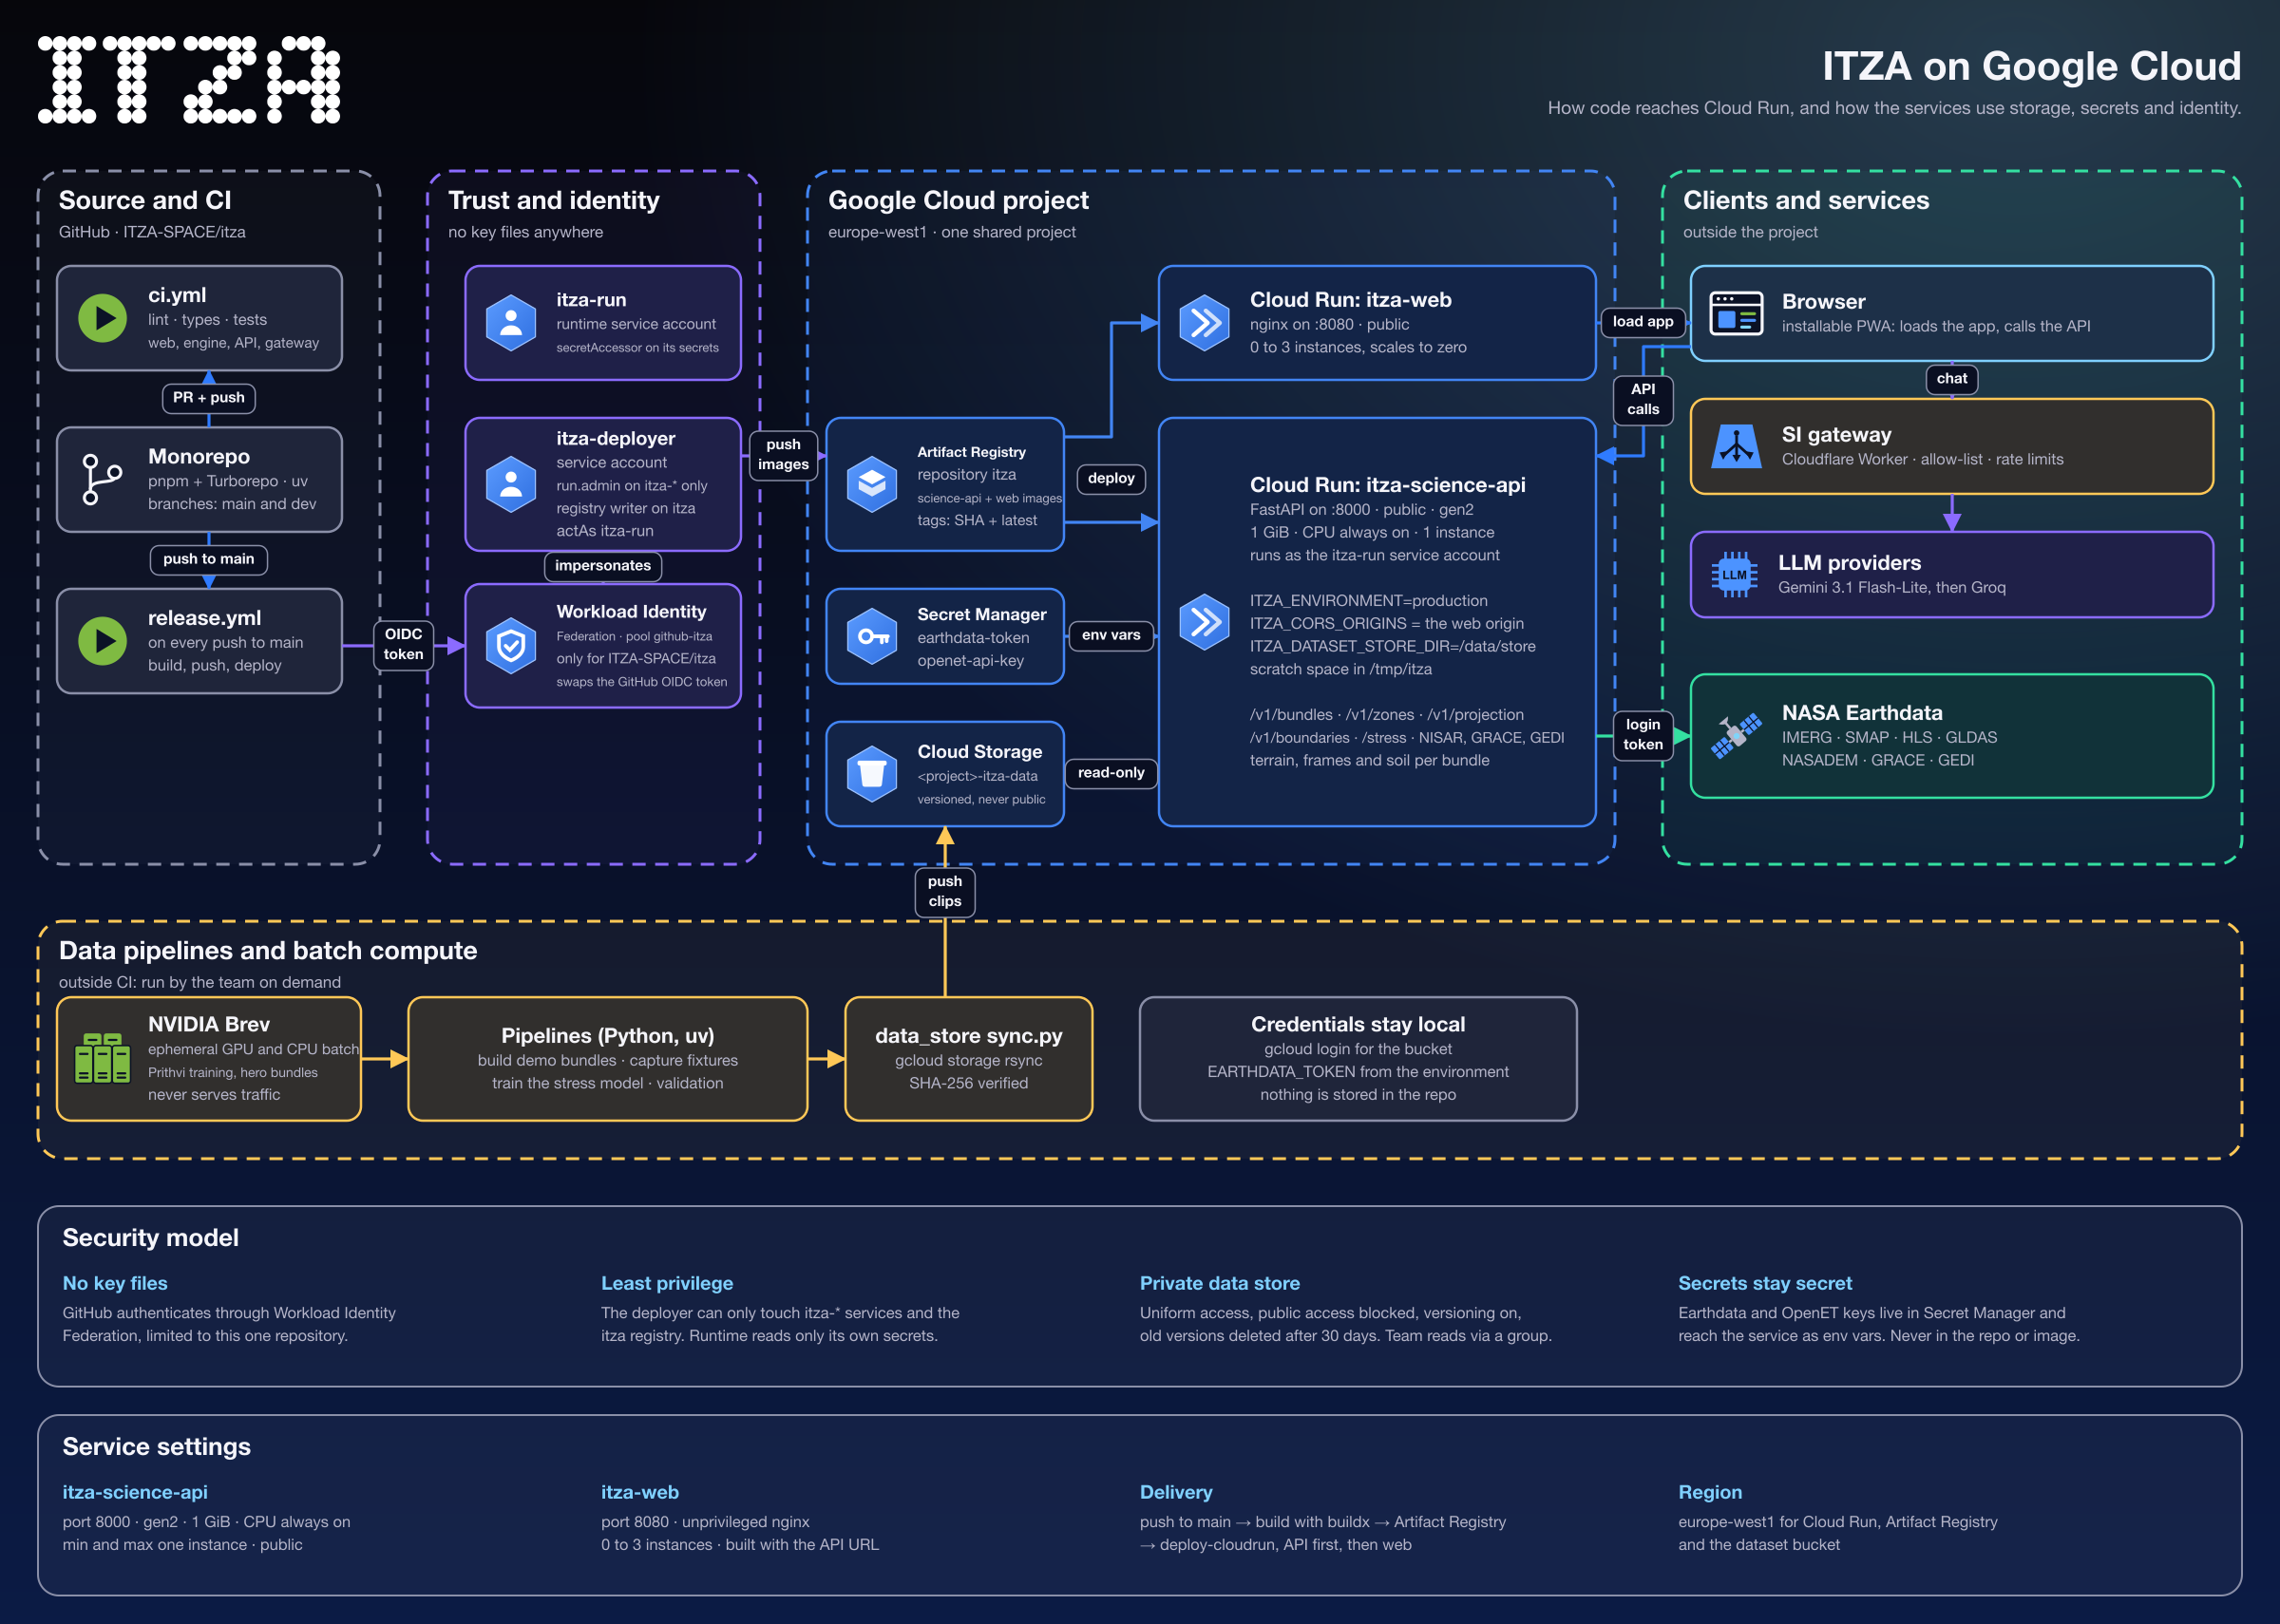 ITZA
ITZA on Google Cloud
How code reaches Cloud Run, and how the services use storage, secrets and identity.
Source and CI
GitHub · ITZA-SPACE/itza
ci.yml
lint · types · tests
web, engine, API, gateway
PR + push
Monorepo
pnpm + Turborepo · uv
branches: main and dev
push to main
release.yml
on every push to main
build, push, deploy
OIDC
token
Trust and identity
no key files anywhere
itza-run
runtime service account
secretAccessor on its secrets
itza-deployer
service account
run.admin on itza-* only
registry writer on itza
actAs itza-run
impersonates
Workload Identity
Federation · pool github-itza
only for ITZA-SPACE/itza
swaps the GitHub OIDC token
push
images
Google Cloud project
europe-west1 · one shared project
Artifact Registry
repository itza
science-api + web images
tags: SHA + latest
deploy
Secret Manager
earthdata-token
openet-api-key
env vars
Cloud Storage
<project>-itza-data
versioned, never public
read-only
Cloud Run: itza-web
nginx on :8080 · public
0 to 3 instances, scales to zero
Cloud Run: itza-science-api
FastAPI on :8000 · public · gen2
1 GiB · CPU always on · 1 instance
runs as the itza-run service account
ITZA_ENVIRONMENT=production
ITZA_CORS_ORIGINS = the web origin
ITZA_DATASET_STORE_DIR=/data/store
scratch space in /tmp/itza
/v1/bundles · /v1/zones · /v1/projection
/v1/boundaries · /stress · NISAR, GRACE, GEDI
terrain, frames and soil per bundle
load app
API
calls
login
token
Clients and services
outside the project
Browser
installable PWA: loads the app, calls the API
chat
SI gateway
Cloudflare Worker · allow-list · rate limits
LLM
LLM providers
Gemini 3.1 Flash-Lite, then Groq
NASA Earthdata
IMERG · SMAP · HLS · GLDAS
NASADEM · GRACE · GEDI
push
clips
Data pipelines and batch compute
outside CI: run by the team on demand
NVIDIA Brev
ephemeral GPU and CPU batch
Prithvi training, hero bundles
never serves traffic
Pipelines (Python, uv)
build demo bundles · capture fixtures
train the stress model · validation
data_store sync.py
gcloud storage rsync
SHA-256 verified
Credentials stay local
gcloud login for the bucket
EARTHDATA_TOKEN from the environment
nothing is stored in the repo
Security model
No key files
GitHub authenticates through Workload Identity
Federation, limited to this one repository.
Least privilege
The deployer can only touch itza-* services and the
itza registry. Runtime reads only its own secrets.
Private data store
Uniform access, public access blocked, versioning on,
old versions deleted after 30 days. Team reads via a group.
Secrets stay secret
Earthdata and OpenET keys live in Secret Manager and
reach the service as env vars. Never in the repo or image.
Service settings
itza-science-api
port 8000 · gen2 · 1 GiB · CPU always on
min and max one instance · public
itza-web
port 8080 · unprivileged nginx
0 to 3 instances · built with the API URL
Delivery
push to main → build with buildx → Artifact Registry
→ deploy-cloudrun, API first, then web
Region
europe-west1 for Cloud Run, Artifact Registry
and the dataset bucket